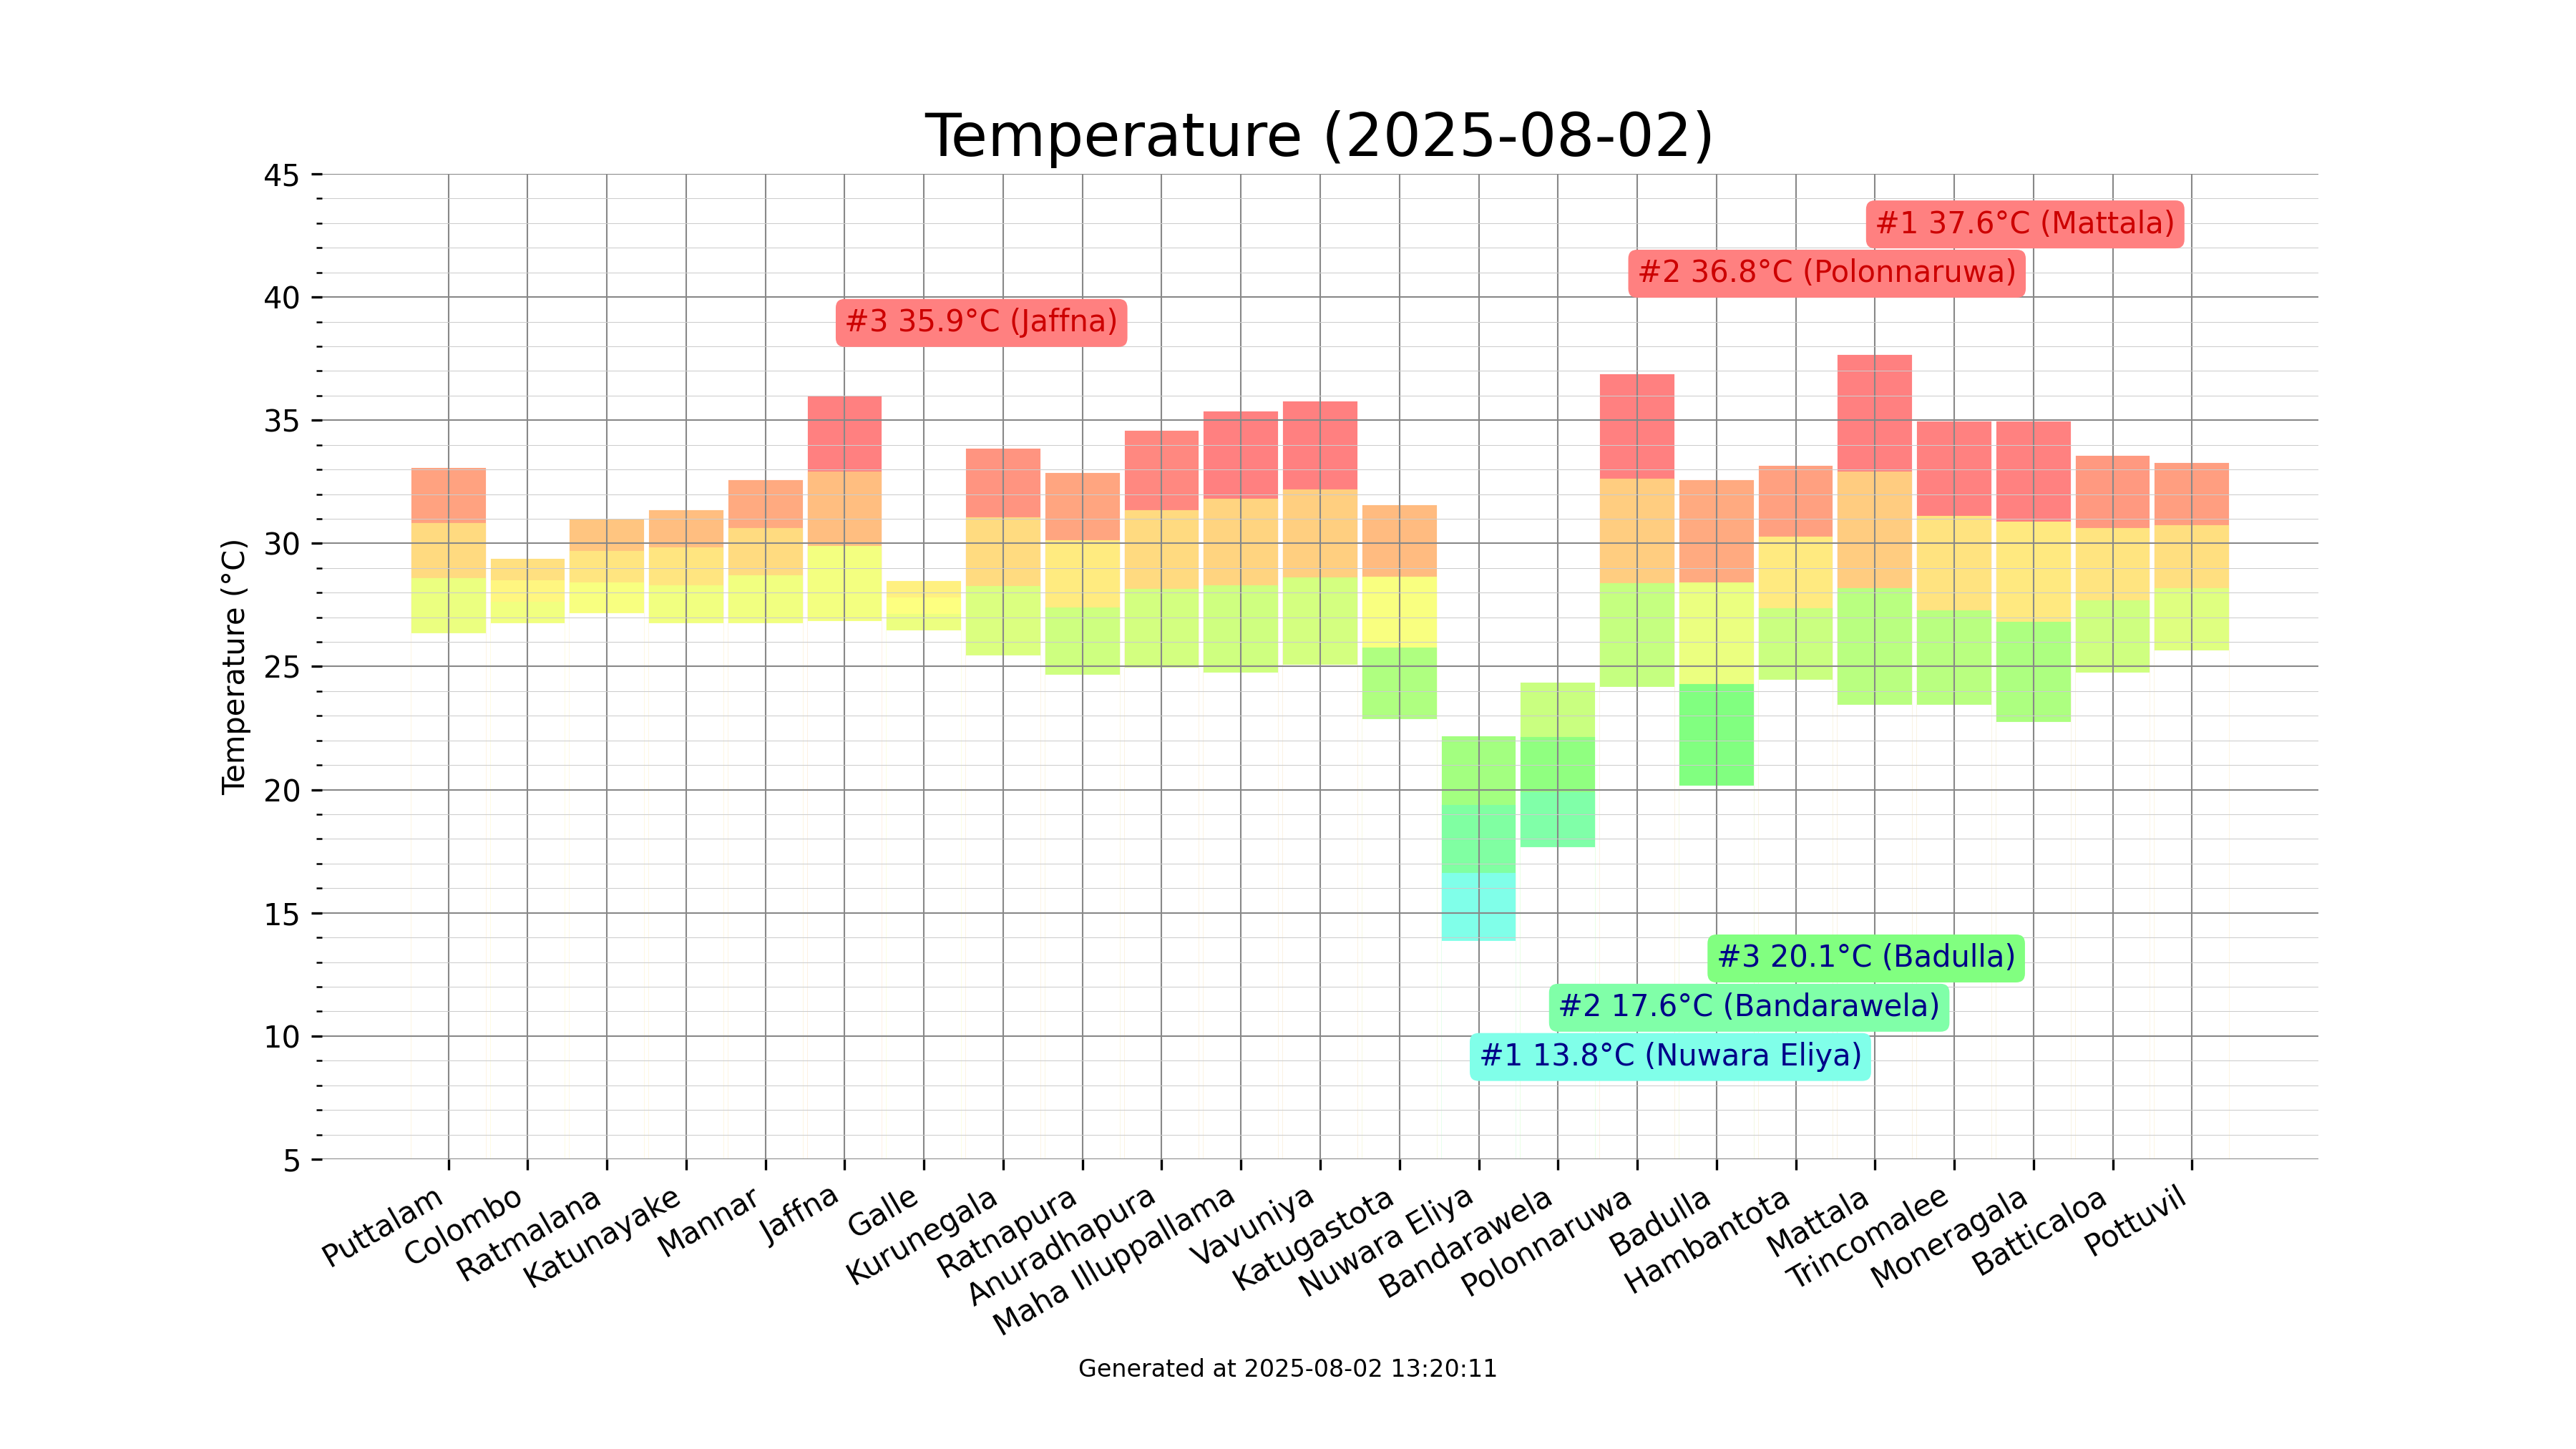 Temperature (2025-08-02)
45
40
35
30
25
20
15
10
5
Temperature (°C)
#1 37.6°C (Mattala)
#2 36.8°C (Polonnaruwa)
#3 35.9°C (Jaffna)
#3 20.1°C (Badulla)
#2 17.6°C (Bandarawela)
#1 13.8°C (Nuwara Eliya)
Puttalam
Colombo
Ratmalana
Katunayake
Mannar
Jaffna
Galle
Kurunegala
Ratnapura
Anuradhapura
Maha Illuppallama
Vavuniya
Katugastota
Nuwara Eliya
Bandarawela
Polonnaruwa
Badulla
Hambantota
Mattala
Trincomalee
Moneragala
Batticaloa
Pottuvil
Generated at 2025-08-02 13:20:11